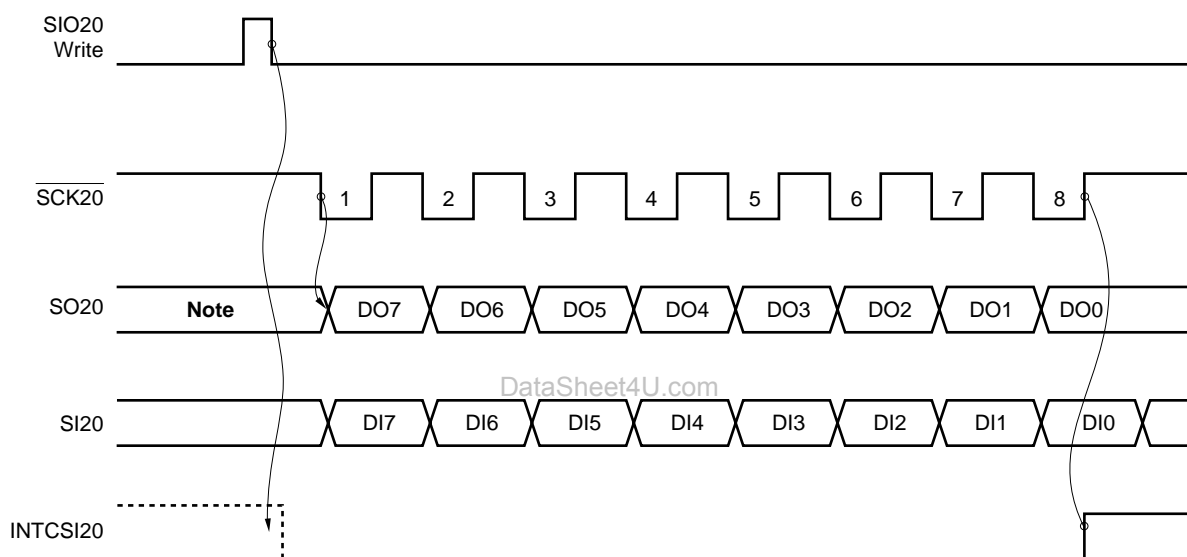 SIO20
Write
SCK20
1 2 3 4 5 6 7 8
SO20
Note DO7 DO6 DO5 DO4 DO3 DO2 DO1 DO0
DataSheet4U.com
SI20
DI7 DI6 DI5 DI4 DI3 DI2 DI1 DI0
INTCSI20